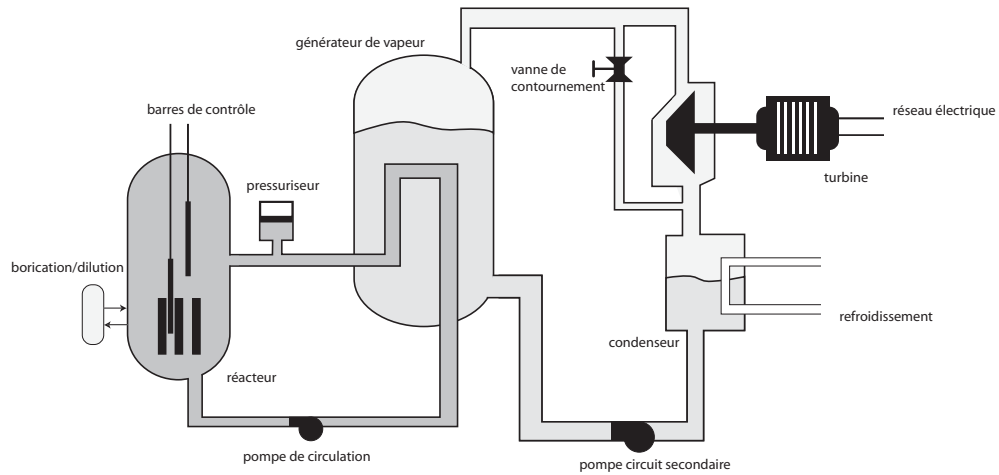 générateur de vapeur
vanne de
contournement
barres de contrôle
réseau électrique
turbine
pressuriseur
borication/dilution
refroidissement
condenseur
réacteur
pompe de circulation
pompe circuit secondaire